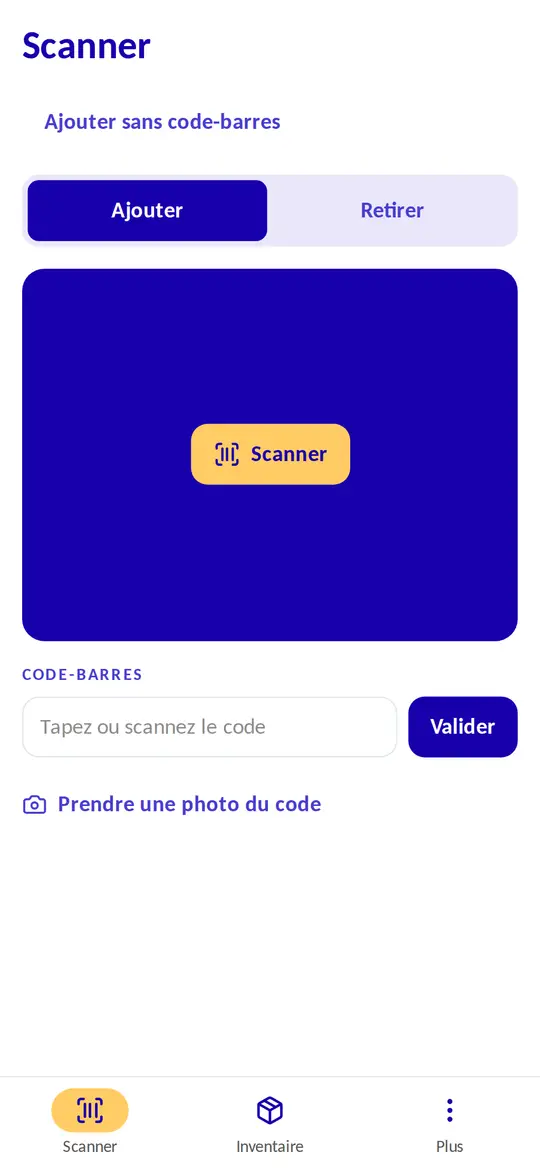 Scanner
Ajouter sans code-barres
Ajouter
Retirer
Scanner
CODE-BARRES
Tapez ou scannez le code
Valider
Prendre une photo du code
Scanner
Inventaire
Plus